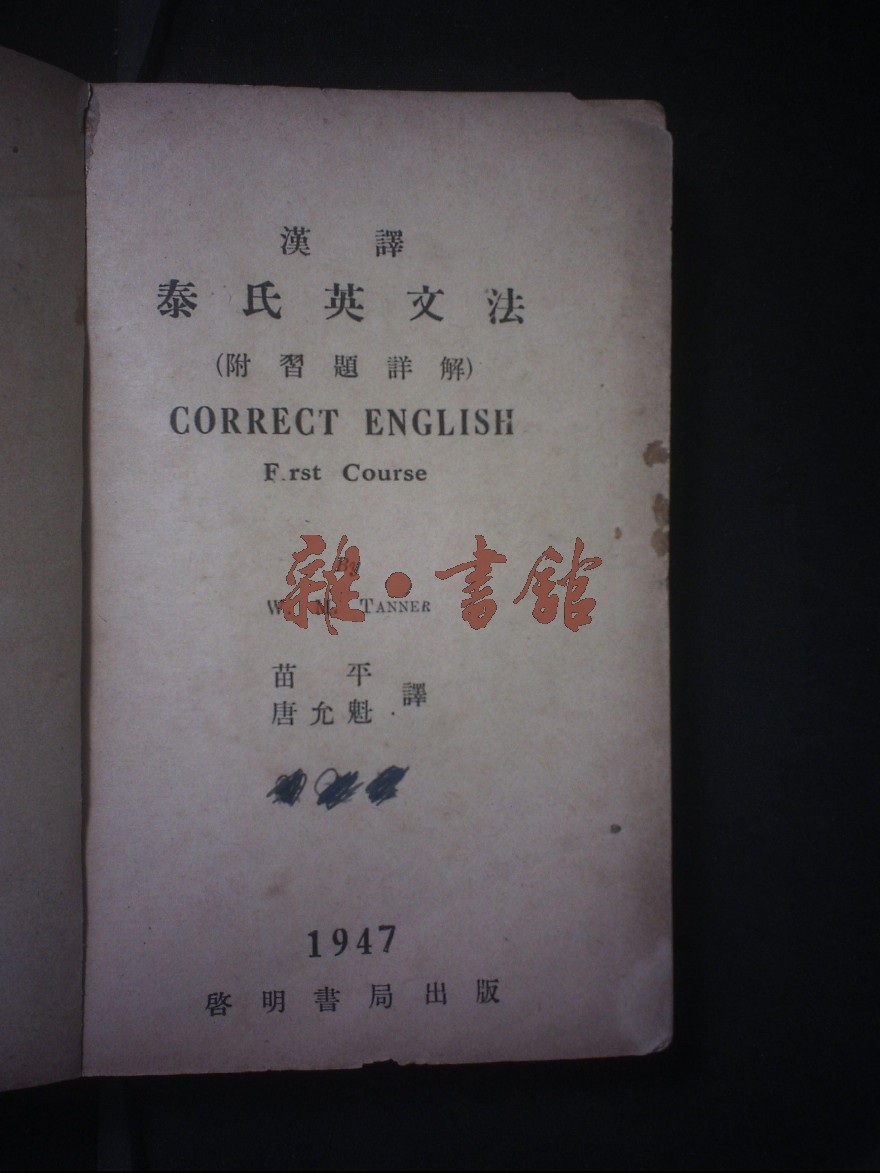 漢譯
泰氏英文法
(附習題詳解)
CORRECT ENGLISH
F.rst Course
By
W. M. TANNER
雜·書館
苗平
唐允魁 譯
1947
啓明書局出版